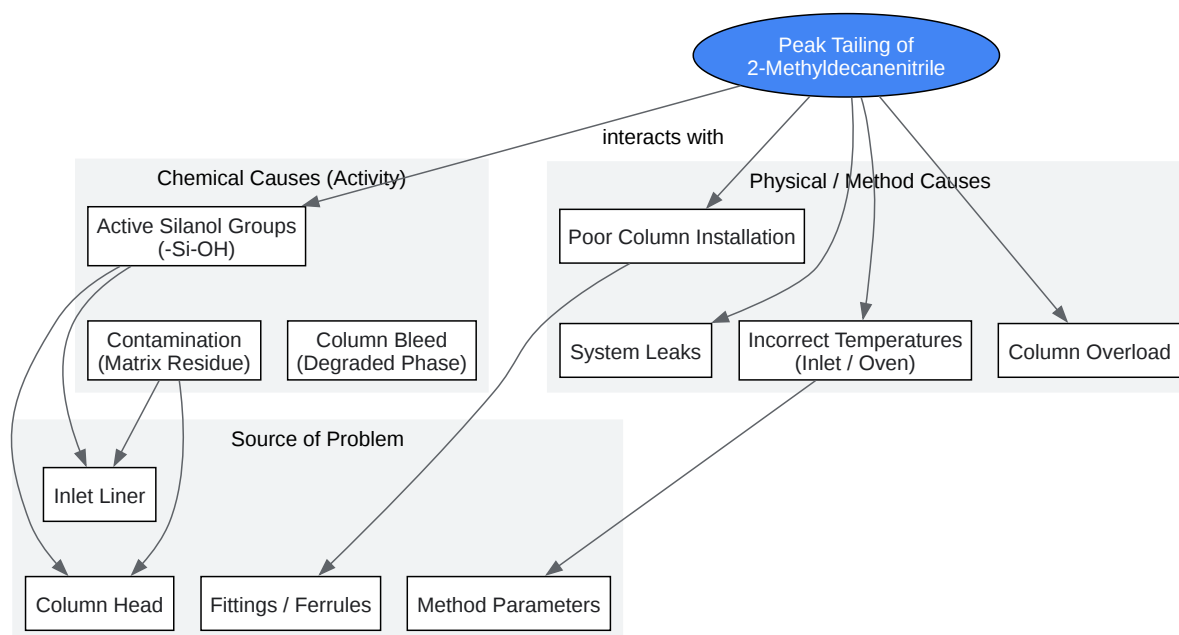 Peak Tailing of
2-Methyldecanenitrile
interacts with
Chemical Causes (Activity)
Physical / Method Causes
Active Silanol Groups
(-Si-OH)
Poor Column Installation
Contamination
(Matrix Residue)
Column Bleed
(Degraded Phase)
System Leaks
Incorrect Temperatures
(Inlet / Oven)
Column Overload
Source of Problem
Inlet Liner
Column Head
Fittings / Ferrules
Method Parameters